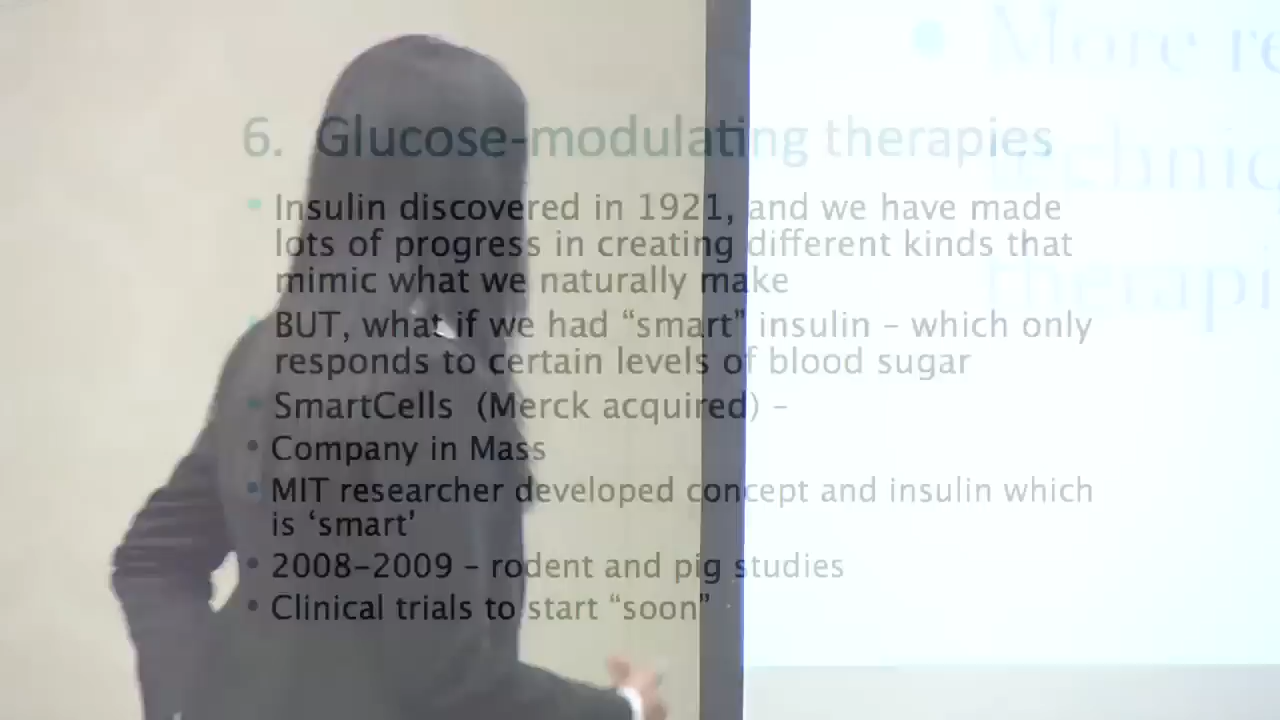 6. Glucose-modulating therapies
• Insulin discovered in 1921, and we have made
lots of progress in creating different kinds that
mimic what we naturally make
• BUT, what if we had “smart” insulin – which only
responds to certain levels of blood sugar
• SmartCells (Merck acquired) –
• Company in Mass
• MIT researcher developed concept and insulin which
is ‘smart’
• 2008-2009 – rodent and pig studies
• Clinical trials to start “soon”
• More